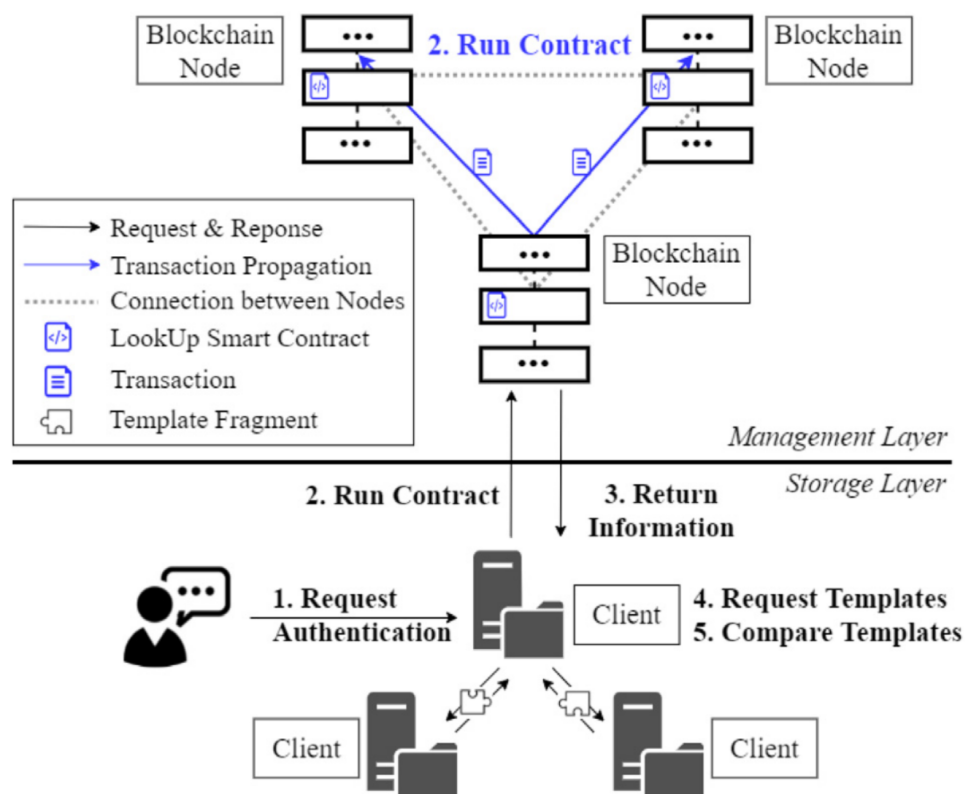 Blockchain
Node
2. Run Contract
Blockchain
Node
Request & Reponse
Transaction Propagation
Connection between Nodes
LookUp Smart Contract
Transaction
Template Fragment
Blockchain
Node
Management Layer
Storage Layer
2. Run Contract
3. Return
Information
1. Request
Authentication
Client
4. Request Templates
5. Compare Templates
Client
Client